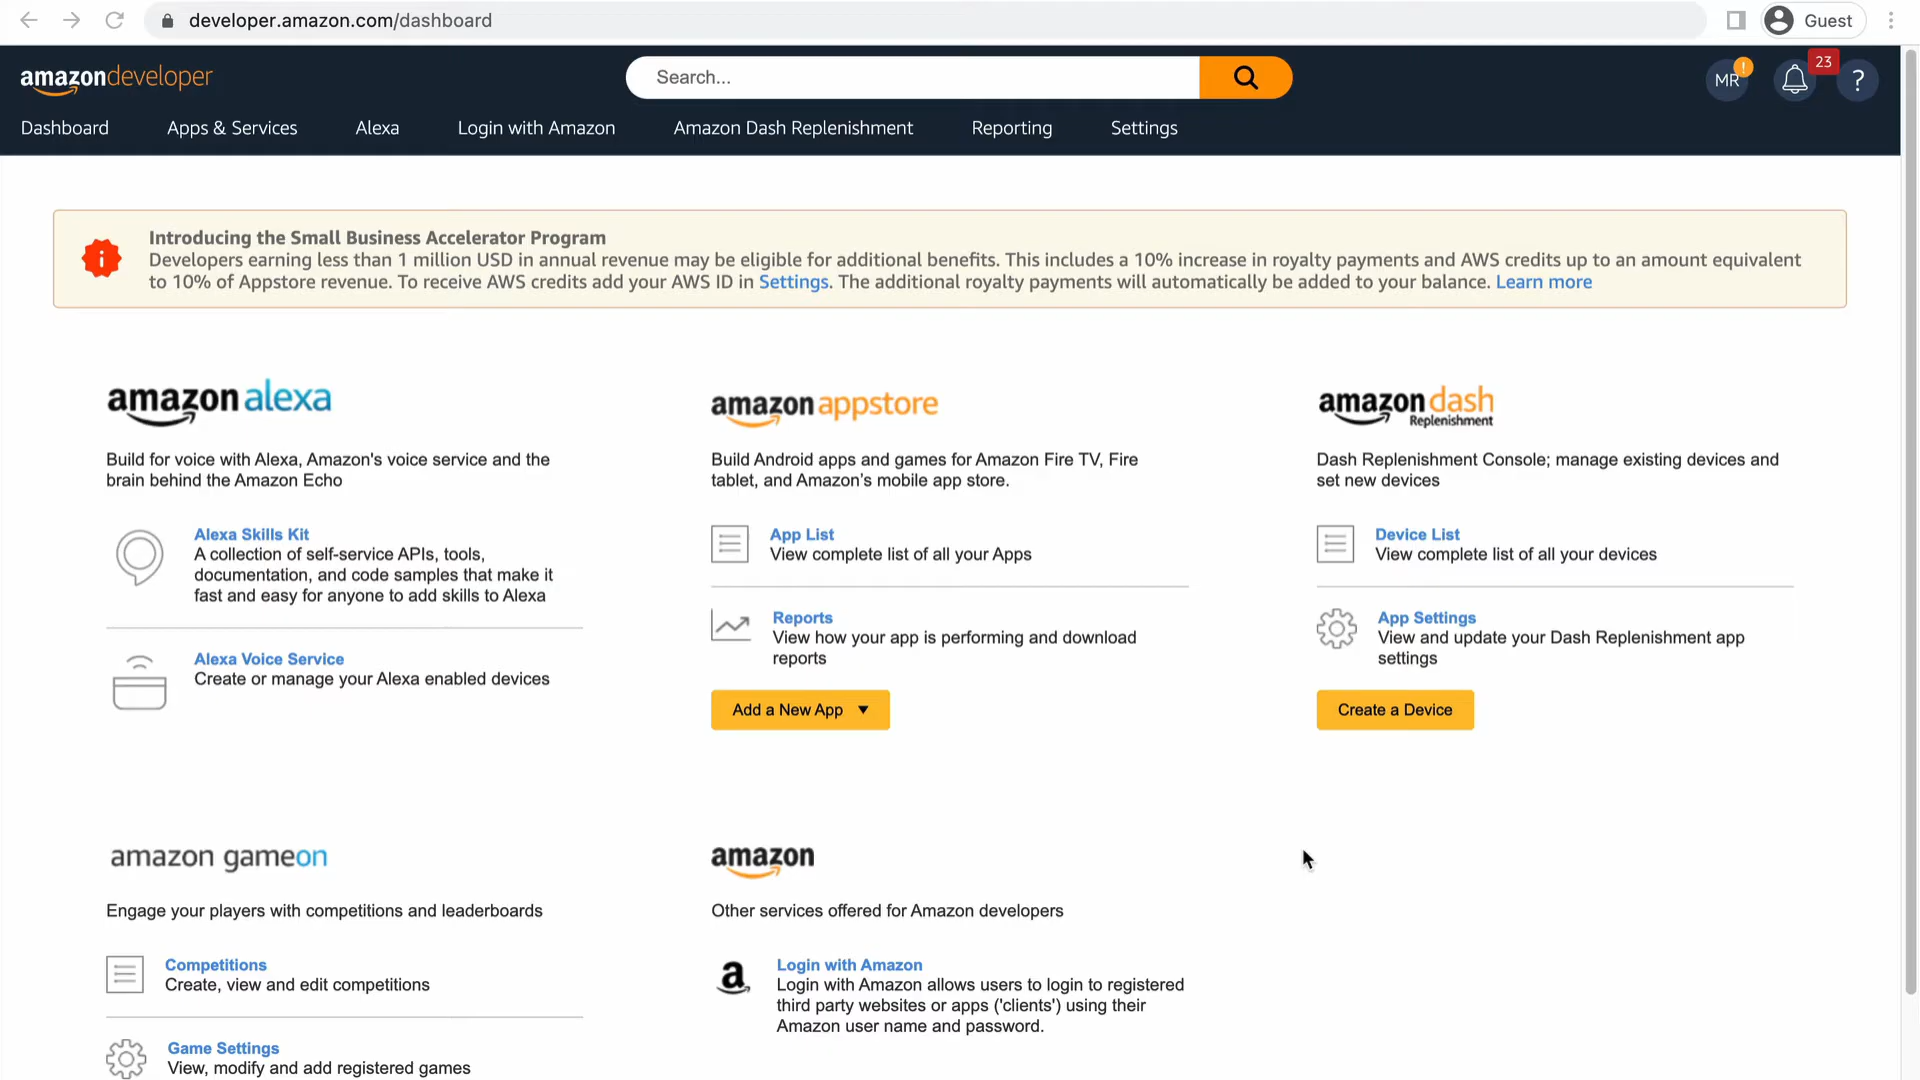 developer.amazon.com/dashboard
Guest
amazondeveloper
Search...
MR
!
23
?
Dashboard
Apps & Services
Alexa
Login with Amazon
Amazon Dash Replenishment
Reporting
Settings
Introducing the Small Business Accelerator Program
Developers earning less than 1 million USD in annual revenue may be eligible for additional benefits. This includes a 10% increase in royalty payments and AWS credits up to an amount equivalent
to 10% of Appstore revenue. To receive AWS credits add your AWS ID in Settings. The additional royalty payments will automatically be added to your balance. Learn more
amazon alexa
Build for voice with Alexa, Amazon's voice service and the
brain behind the Amazon Echo
Alexa Skills Kit
A collection of self-service APIs, tools,
documentation, and code samples that make it
fast and easy for anyone to add skills to Alexa
Alexa Voice Service
Create or manage your Alexa enabled devices
amazon appstore
Build Android apps and games for Amazon Fire TV, Fire
tablet, and Amazon's mobile app store.
App List
View complete list of all your Apps
Reports
View how your app is performing and download
reports
Add a New App
amazon dash
Replenishment
Dash Replenishment Console; manage existing devices and
set new devices
Device List
View complete list of all your devices
App Settings
View and update your Dash Replenishment app
settings
Create a Device
amazon gameon
Engage your players with competitions and leaderboards
Competitions
Create, view and edit competitions
Game Settings
View, modify and add registered games
amazon
Other services offered for Amazon developers
a
Login with Amazon
Login with Amazon allows users to login to registered
third party websites or apps ('clients') using their
Amazon user name and password.